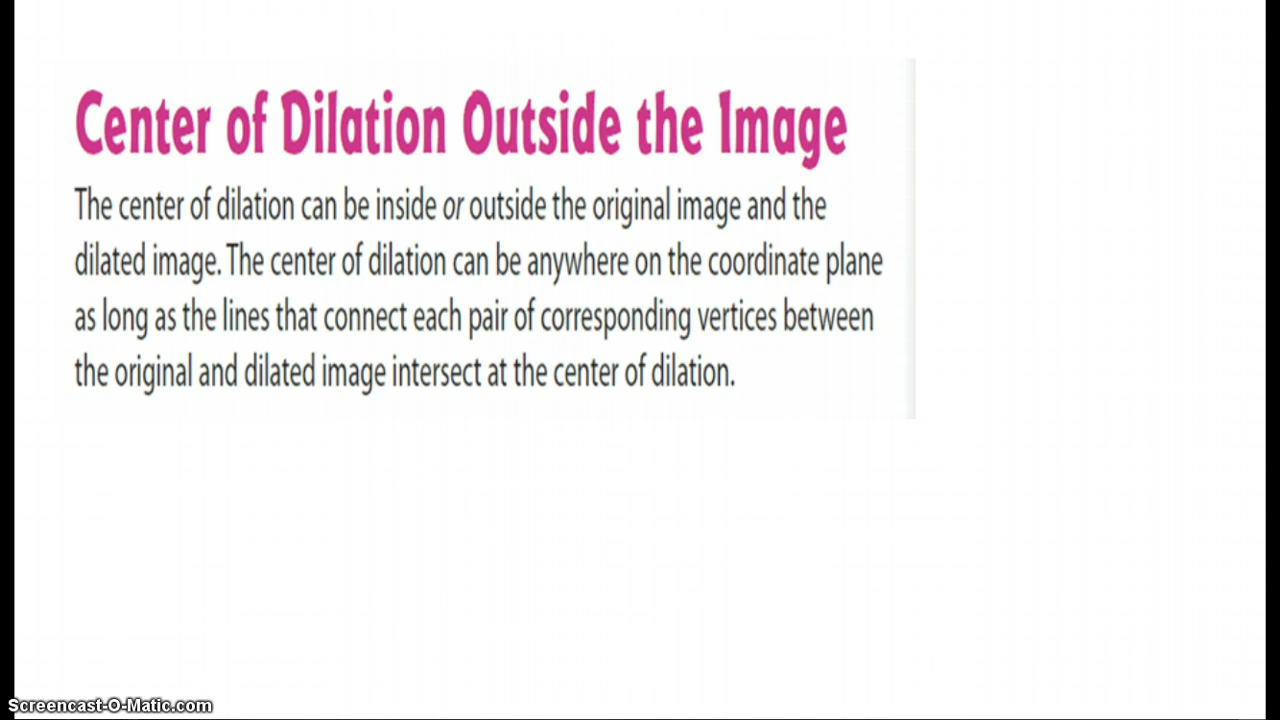 Center of Dilation Outside the Image
The center of dilation can be inside or outside the original image and the
dilated image. The center of dilation can be anywhere on the coordinate plane
as long as the lines that connect each pair of corresponding vertices between
the original and dilated image intersect at the center of dilation.
Screencast-O-Matic.com